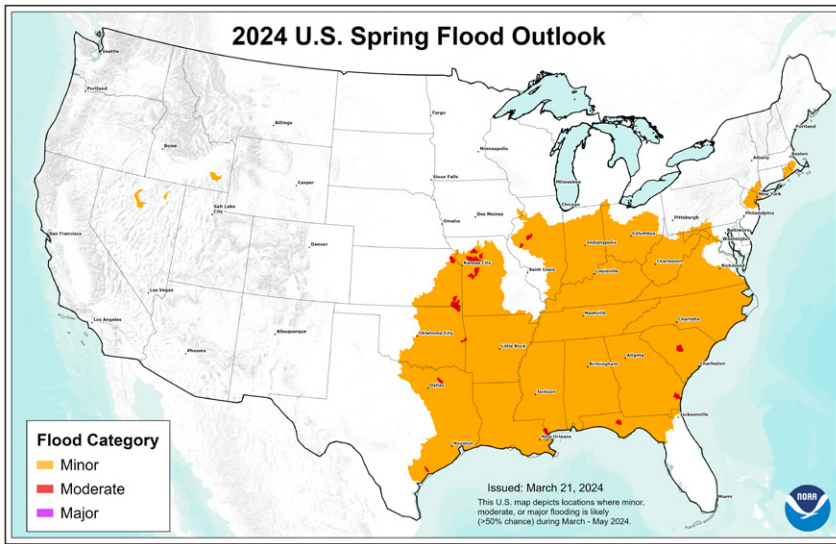 2024 U.S. Spring Flood Outlook
Seattle
Portland
Billings
Fargo
Boise
Minneapolis
Portland
Albany
Boston
Casper
Sioux Falls
Milwaukee
New York
Salt Lake
City
Omaha
Des Moines
Chicago
Pittsburgh
Philadelphia
San Francisco
Denver
Kansas City
Indianapolis
Columbus
Baltimore
Washington
Saint Louis
Louisville
Charleston
Richmond
Las Vegas
Los Angeles
Albuquerque
Oklahoma City
Nashville
Charlotte
Phoenix
Little Rock
Birmingham
Atlanta
Charleston
Dallas
Jackson
Jacksonville
Houston
New Orleans
Miami
Flood Category
Minor
Moderate
Major
Issued: March 21, 2024
This U.S. map depicts locations where minor,
moderate, or major flooding is likely
(>50% chance) during March - May 2024.
NOAA